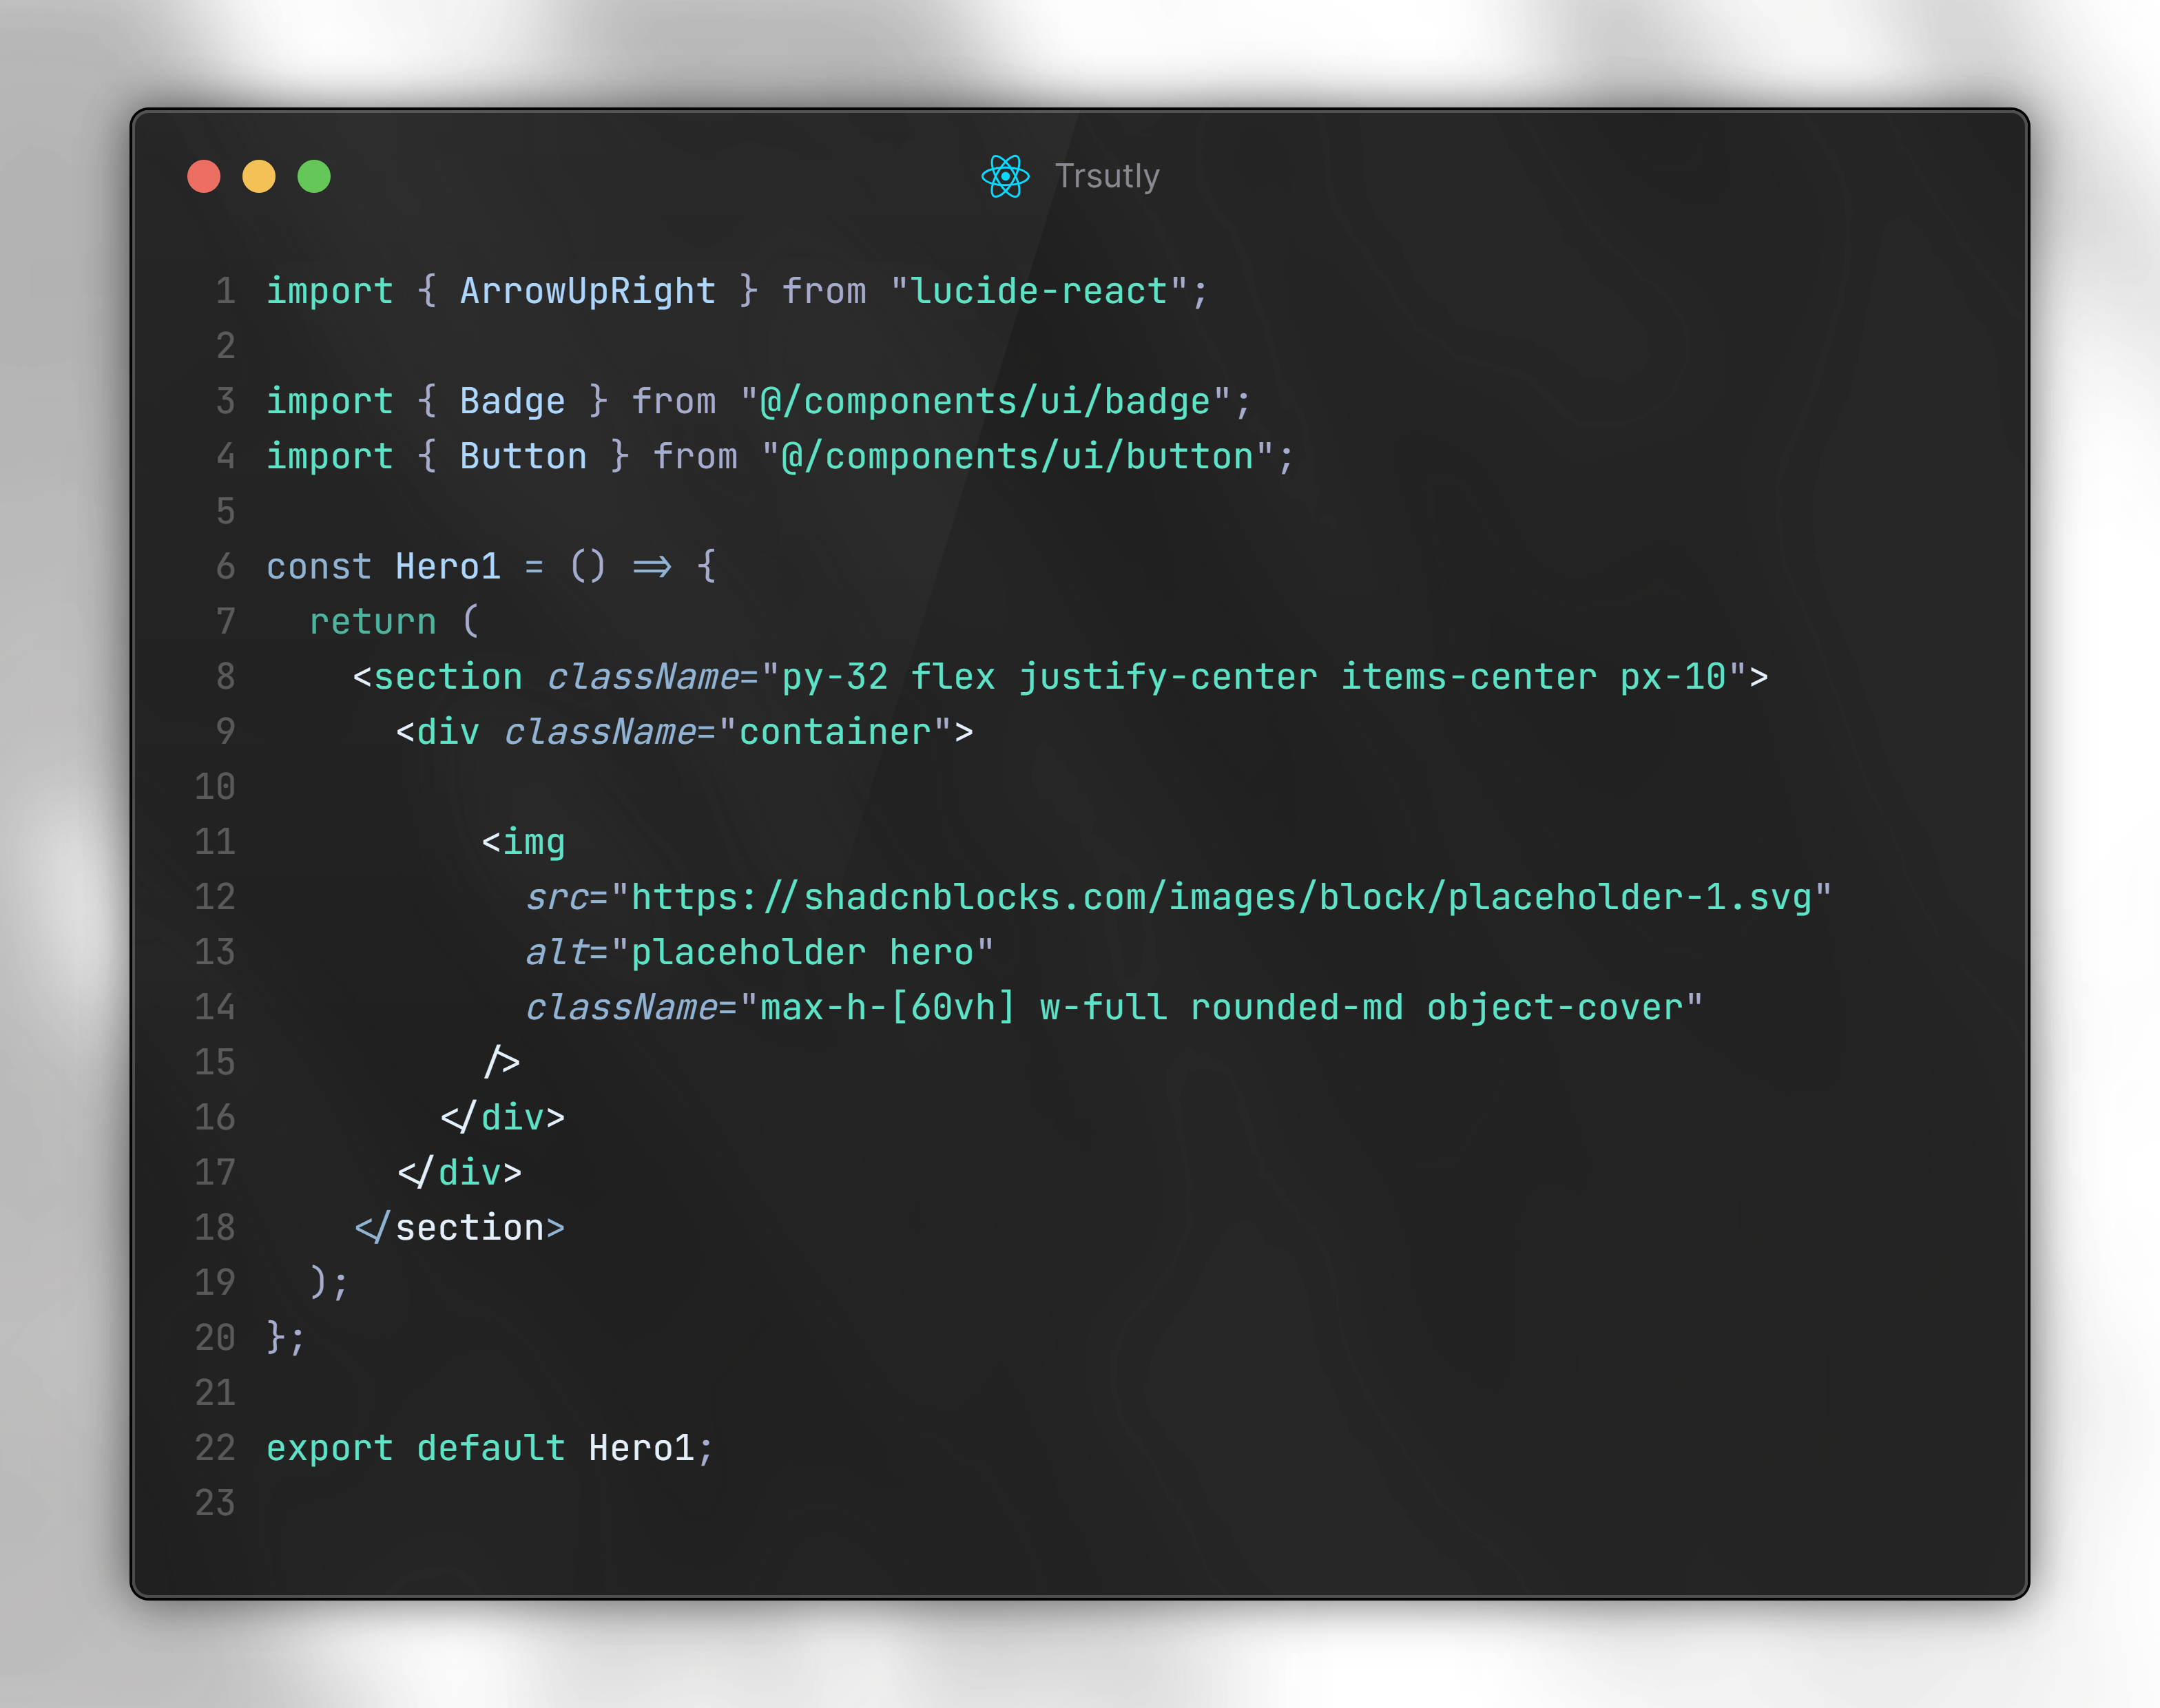 Trsutly
1 import { ArrowUpRight } from "lucide-react";
2
3 import { Badge } from "@/components/ui/badge";
4 import { Button } from "@/components/ui/button";
5
6 const Hero1 = () => {
7   return (
8     <section className="py-32 flex justify-center items-center px-10">
9       <div className="container">
10
11           <img
12             src="https://shadcnblocks.com/images/block/placeholder-1.svg"
13             alt="placeholder hero"
14             className="max-h-[60vh] w-full rounded-md object-cover"
15           />
16         </div>
17       </div>
18     </section>
19   );
20 };
21
22 export default Hero1;
23